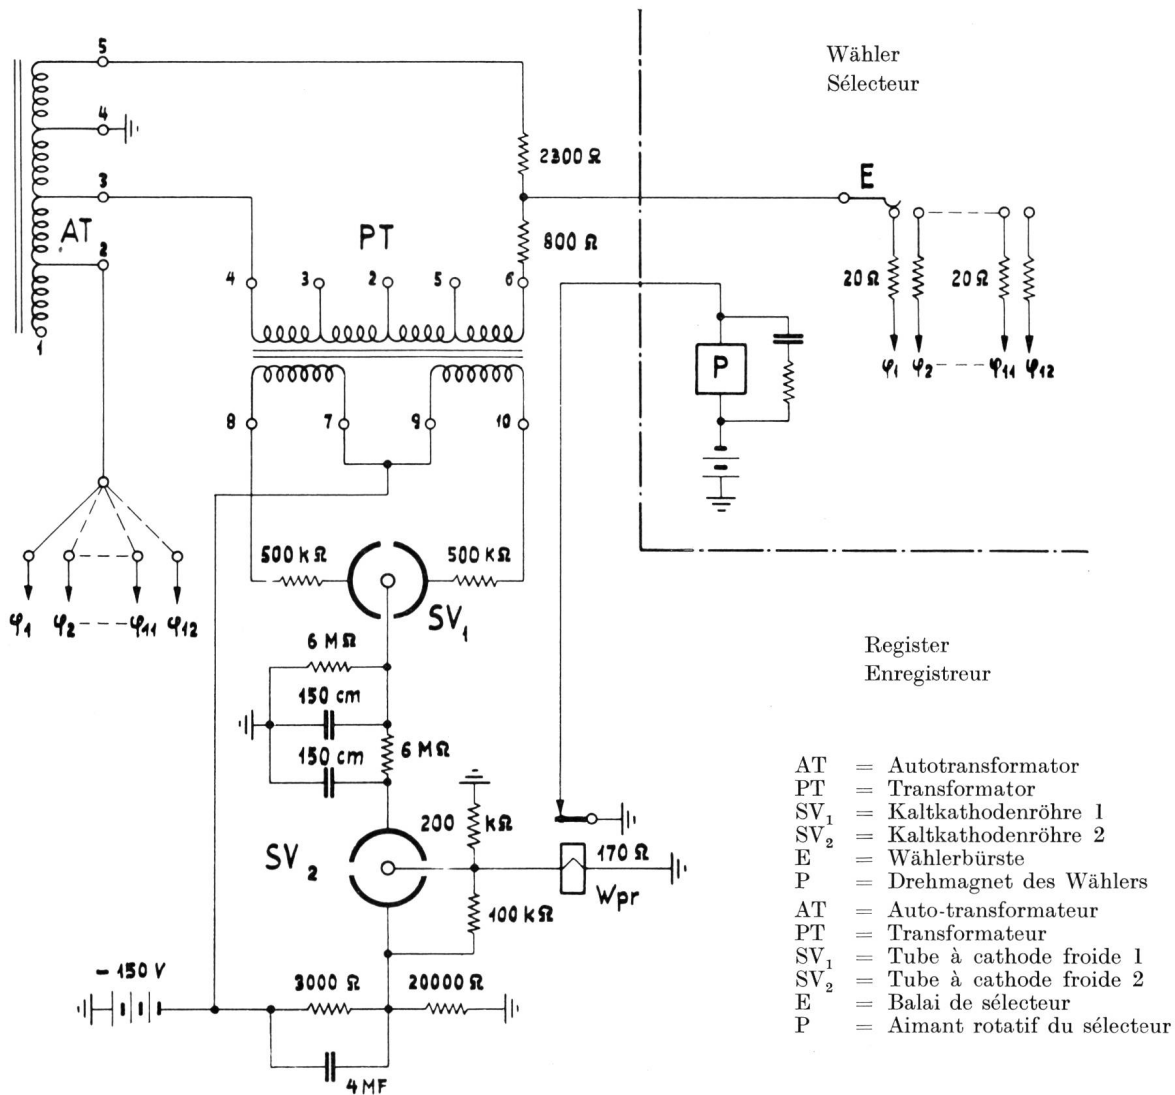 Wähler
Sélecteur
5
4
3
AT
2
1
2300 Ω
E
PT
800 Ω
4 3 2 5 6
20 Ω 20 Ω
P
φ1 φ2 φ11 φ12
8 7 9 10
500 kΩ 500 kΩ
SV1
φ1 φ2 φ11 φ12
6 MΩ
150 cm
150 cm
6 MΩ
Register
Enregistreur
200 kΩ
SV2
170 Ω
Wpr
100 kΩ
- 150 V
3000 Ω 20000 Ω
4 MF
AT = Autotransformator
PT = Transformator
SV1 = Kaltkathodenröhre 1
SV2 = Kaltkathodenröhre 2
E = Wählerbürste
P = Drehmagnet des Wählers
AT = Auto-transformateur
PT = Transformateur
SV1 = Tube à cathode froide 1
SV2 = Tube à cathode froide 2
E = Balai de sélecteur
P = Aimant rotatif du sélecteur